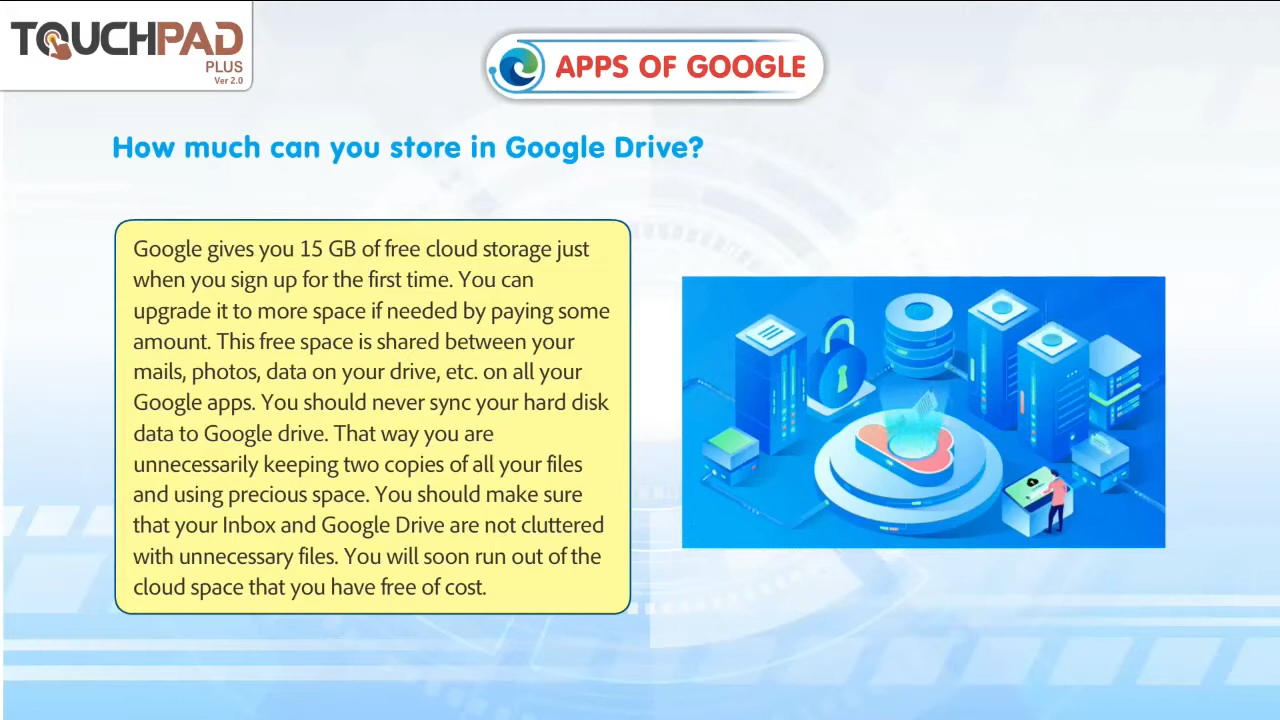 TOUCHPAD
PLUS
Ver 2.0
APPS OF GOOGLE
How much can you store in Google Drive?
Google gives you 15 GB of free cloud storage just
when you sign up for the first time. You can
upgrade it to more space if needed by paying some
amount. This free space is shared between your
mails, photos, data on your drive, etc. on all your
Google apps. You should never sync your hard disk
data to Google drive. That way you are
unnecessarily keeping two copies of all your files
and using precious space. You should make sure
that your Inbox and Google Drive are not cluttered
with unnecessary files. You will soon run out of the
cloud space that you have free of cost.